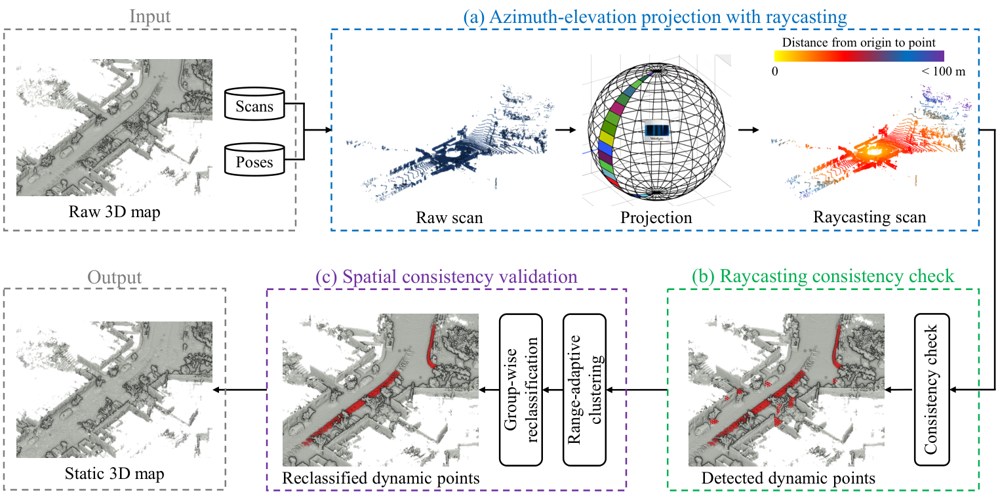 Input
(a) Azimuth-elevation projection with raycasting
Distance from origin to point
0
< 100 m
Scans
Poses
Raw 3D map
Raw scan
Projection
Raycasting scan
Output
(c) Spatial consistency validation
(b) Raycasting consistency check
Group-wise
reclassification
Range-adaptive
clustering
Consistency check
Static 3D map
Reclassified dynamic points
Detected dynamic points